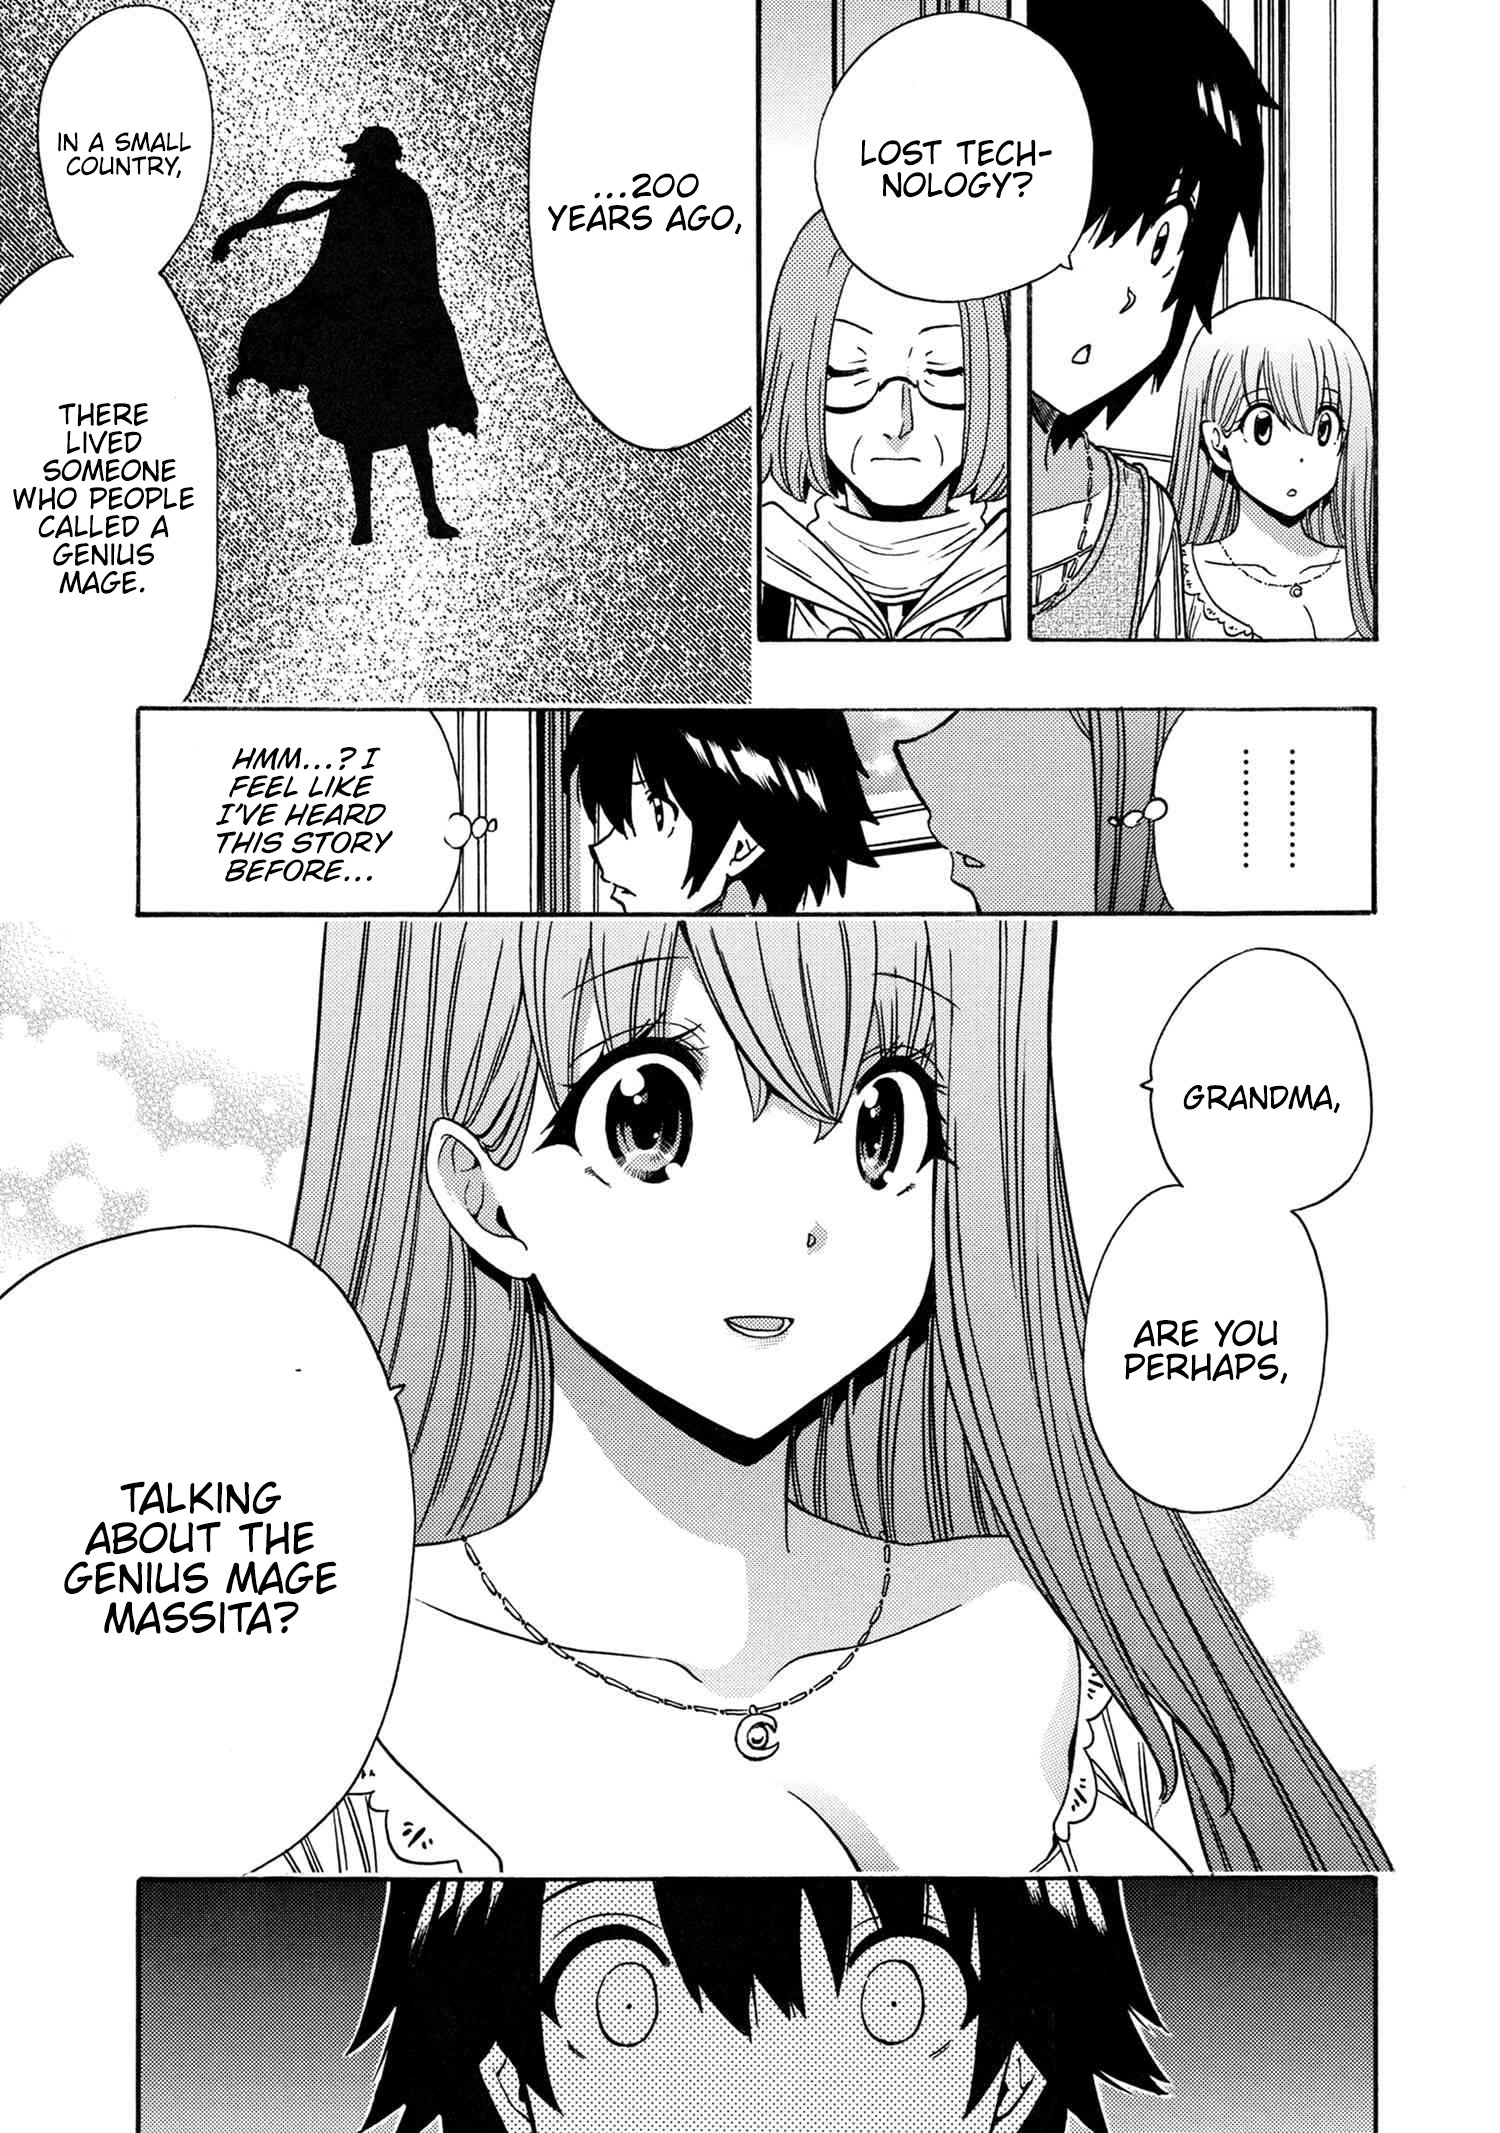 LOST TECH-
NOLOGY?
...200
YEARS AGO,
IN A SMALL
COUNTRY,
THERE
LIVED
SOMEONE
WHO PEOPLE
CALLED A
GENIUS
MAGE.
..........
..........
HMM...? I
FEEL LIKE
I'VE HEARD
THIS STORY
BEFORE...
GRANDMA,
ARE YOU
PERHAPS,
TALKING
ABOUT THE
GENIUS MAGE
MASSITA?